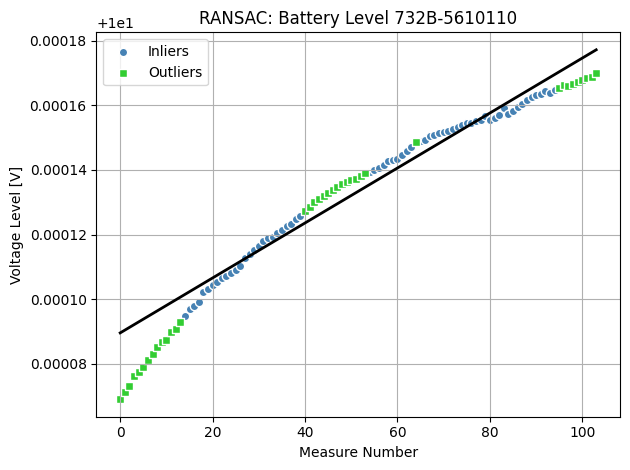 RANSAC: Battery Level 732B-5610110
+1e1
Inliers
Outliers
0.00018
0.00016
0.00014
0.00012
0.00010
0.00008
Voltage Level [V]
0 20 40 60 80 100
Measure Number